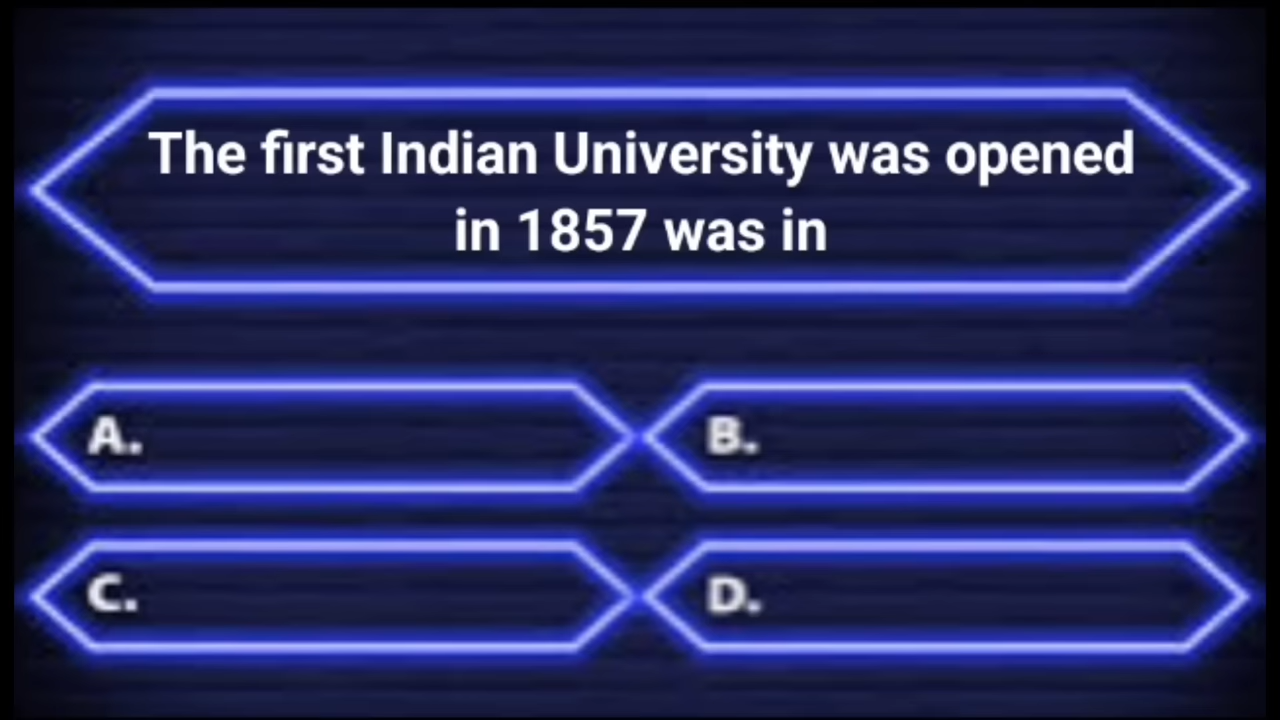 The first Indian University was opened
in 1857 was in
A.
B.
C.
D.